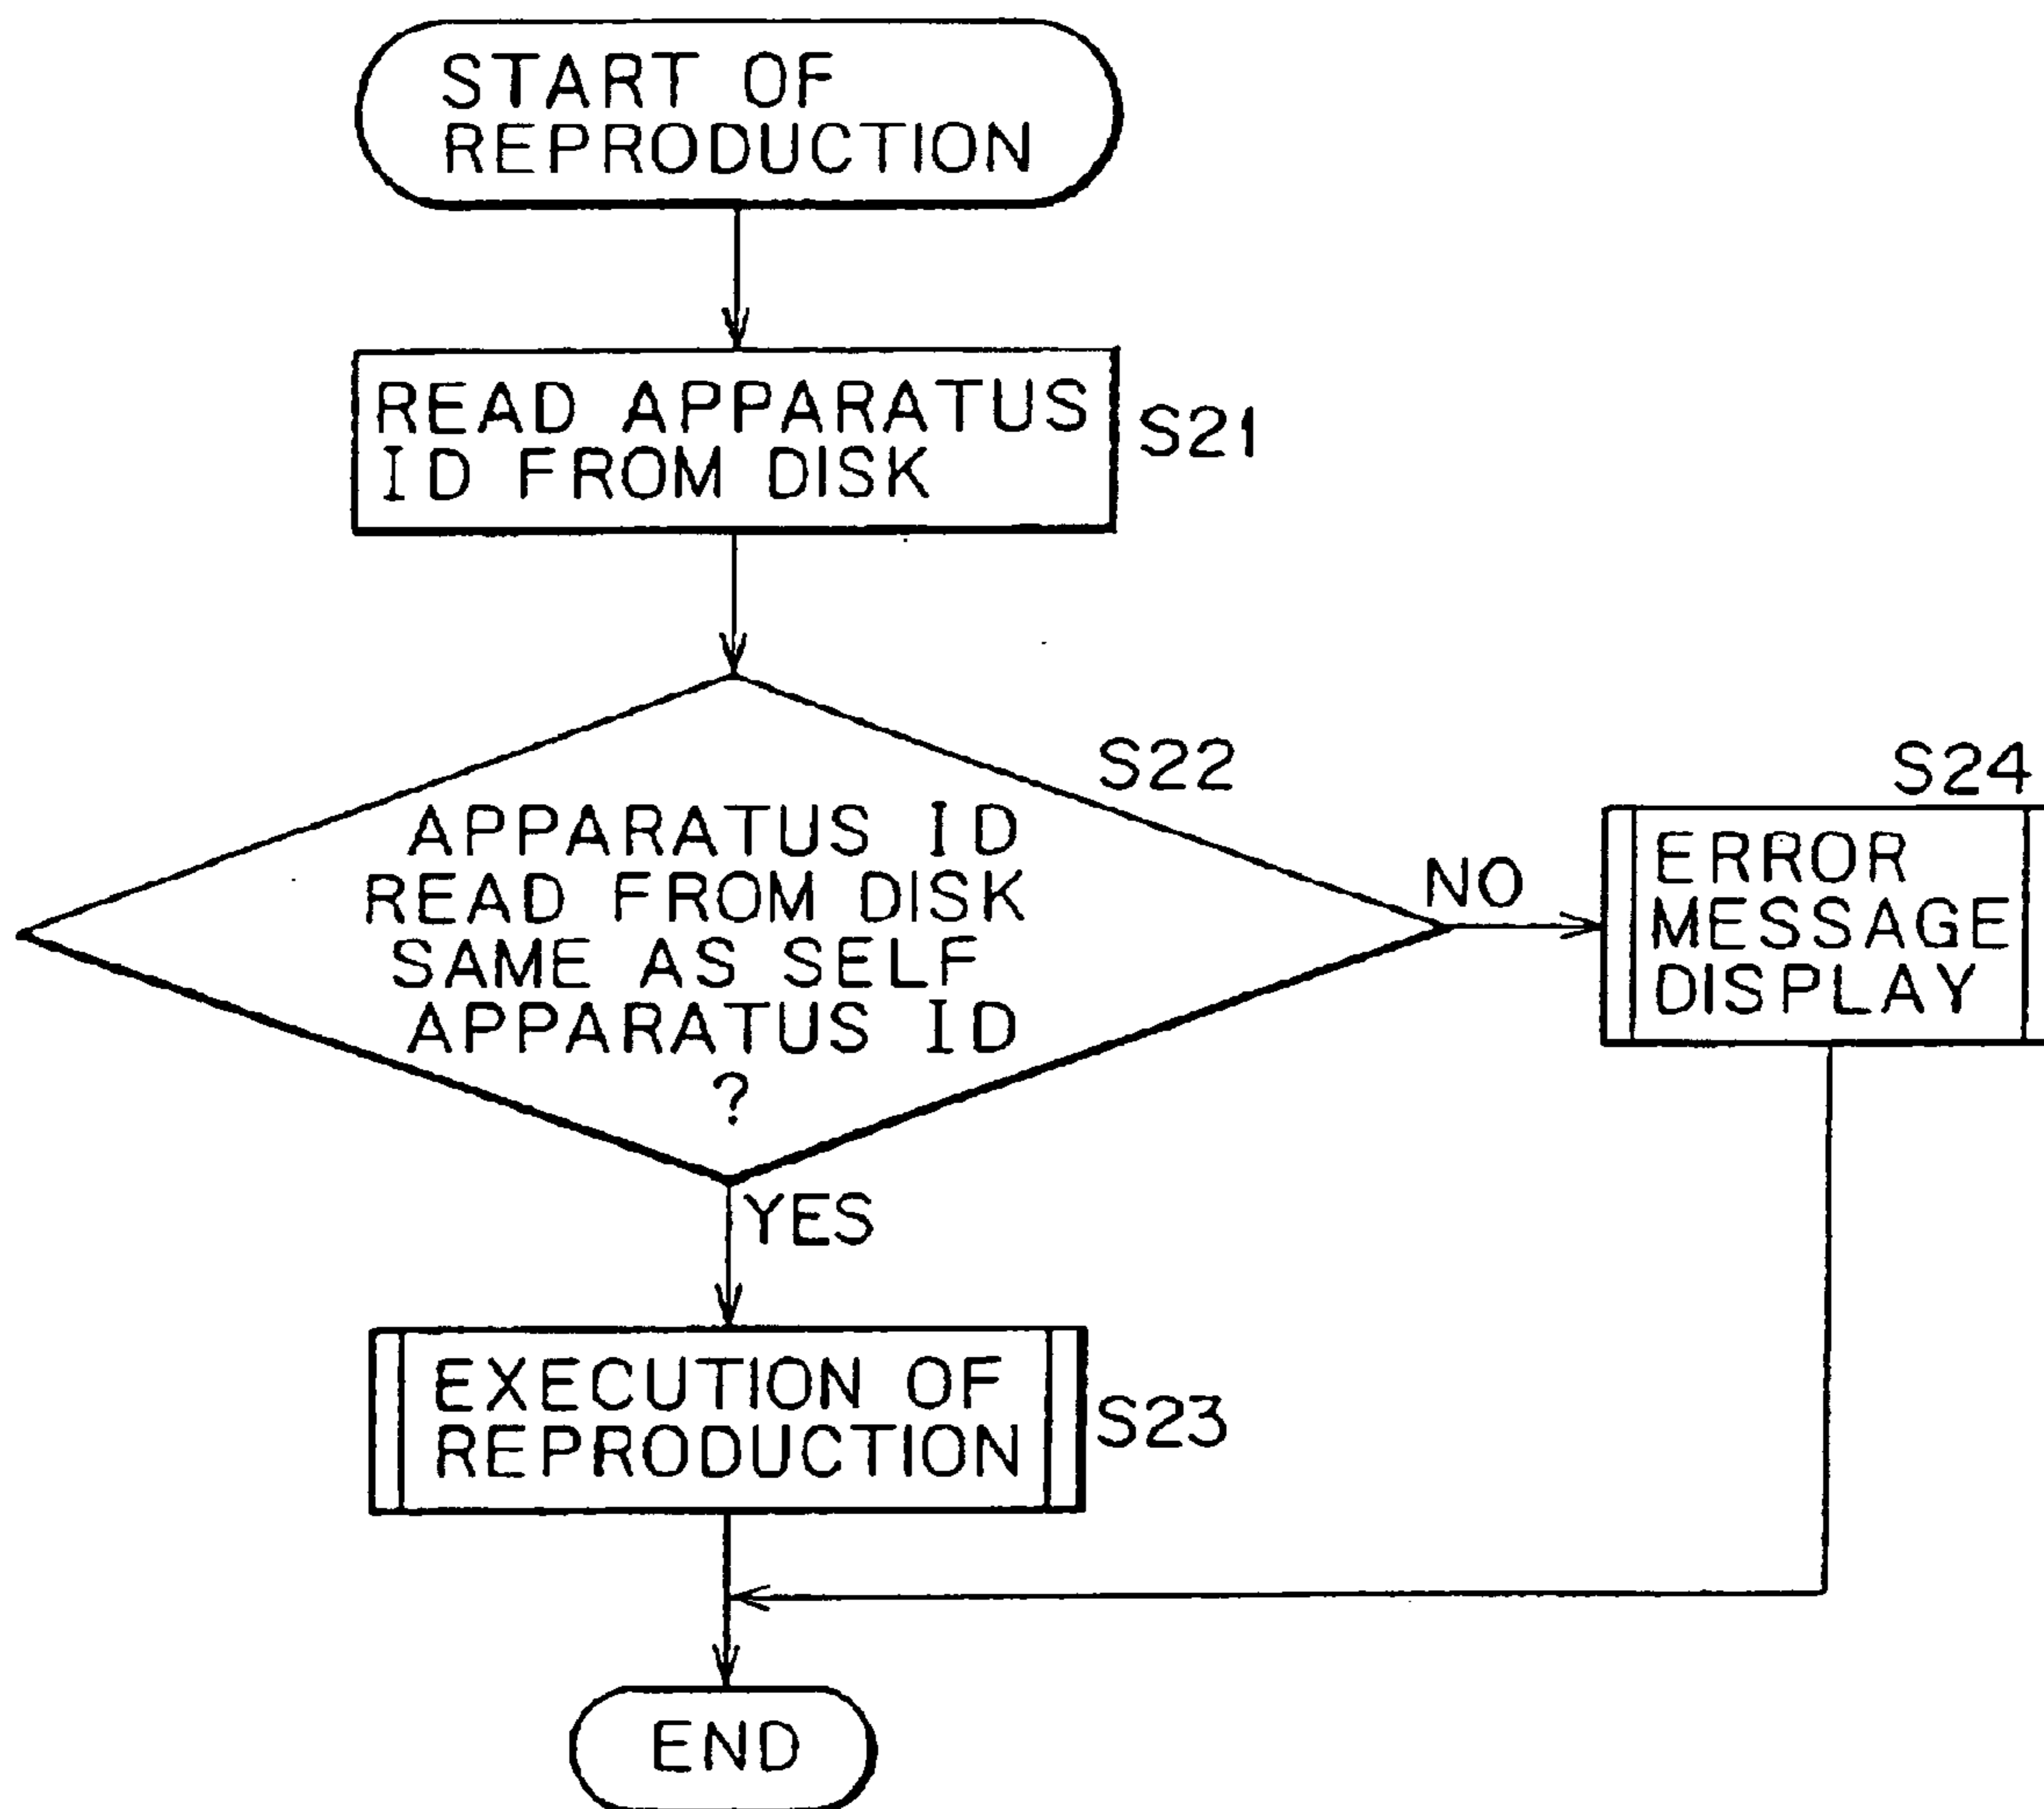 START OF
REPRODUCTION
READ APPARATUS
ID FROM DISK
S21
S22
APPARATUS ID
READ FROM DISK
SAME AS SELF
APPARATUS ID
?
NO
S24
ERROR
MESSAGE
DISPLAY
YES
EXECUTION OF
REPRODUCTION
S23
END